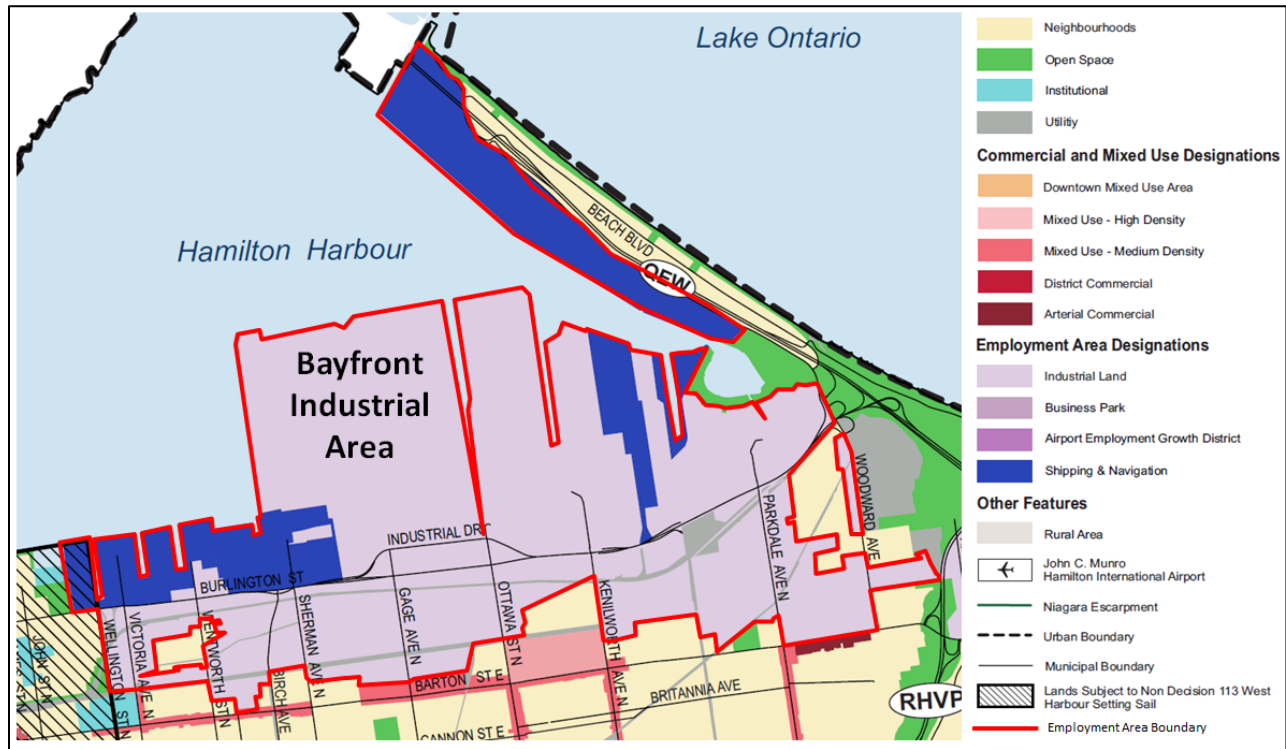 Lake Ontario
Hamilton Harbour
BEACH BLVD
QEW
Bayfront
Industrial
Area
INDUSTRIAL DR
BURLINGTON ST
WOODWARD AVE
PARKDALE AVE N
KENILWORTH AVE N
OTTAWA ST N
GAGE AVE N
SHERMAN AVE N
BIRCH AVE
WENTWORTH ST N
VICTORIA AVE N
WELLINGTON ST N
JOHN ST N
BARTON ST E
BRITANNIA AVE
CANNON ST E
RHVP
Neighbourhoods
Open Space
Institutional
Utilitiy
Commercial and Mixed Use Designations
Downtown Mixed Use Area
Mixed Use - High Density
Mixed Use - Medium Density
District Commercial
Arterial Commercial
Employment Area Designations
Industrial Land
Business Park
Airport Employment Growth District
Shipping & Navigation
Other Features
Rural Area
John C. Munro
Hamilton International Airport
Niagara Escarpment
Urban Boundary
Municipal Boundary
Lands Subject to Non Decision 113 West
Harbour Setting Sail
Employment Area Boundary